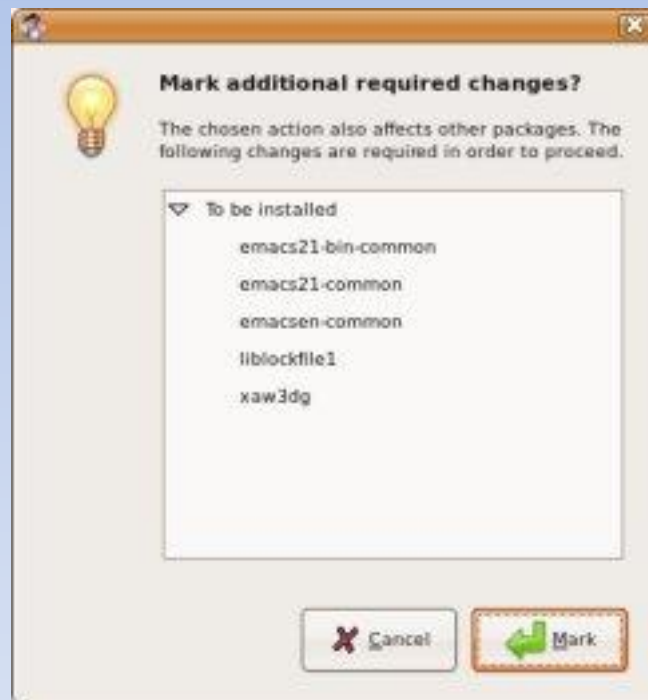 Mark additional required changes?
The chosen action also affects other packages. The
following changes are required in order to proceed.
To be installed
emacs21-bin-common
emacs21-common
emacsen-common
liblockfile1
xaw3dg
Cancel
Mark